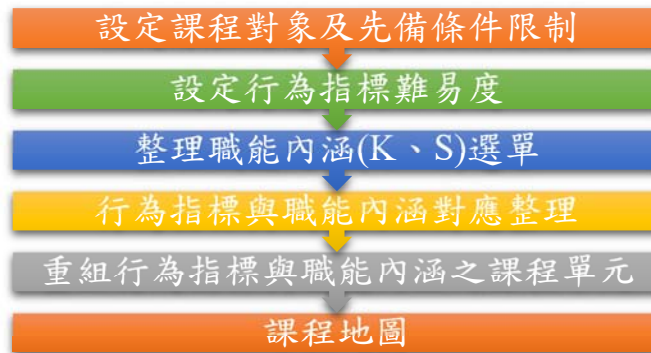 設定課程對象及先備條件限制
設定行為指標難易度
整理職能內涵(K、S)選單
行為指標與職能內涵對應整理
重組行為指標與職能內涵之課程單元
課程地圖